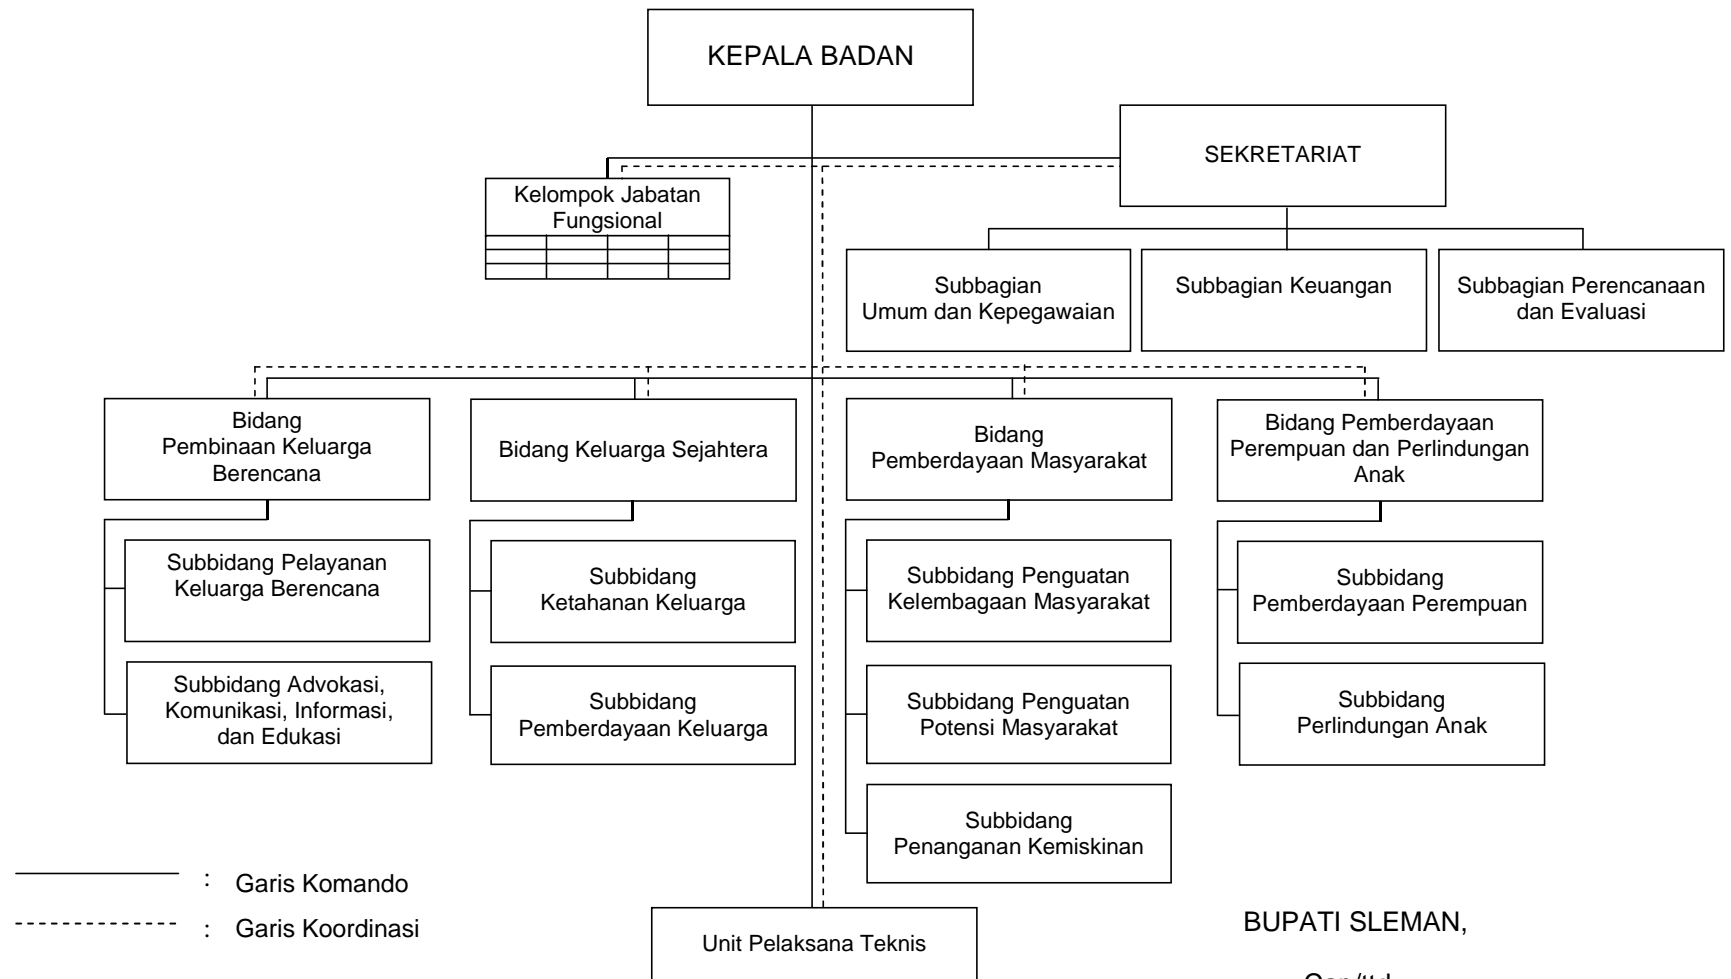 KEPALA BADAN
SEKRETARIAT
Kelompok Jabatan
Fungsional
Subbagian
Umum dan Kepegawaian
Subbagian Keuangan
Subbagian Perencanaan
dan Evaluasi
Bidang
Pembinaan Keluarga
Berencana
Bidang Keluarga Sejahtera
Bidang
Pemberdayaan Masyarakat
Bidang Pemberdayaan
Perempuan dan Perlindungan
Anak
Subbidang Pelayanan
Keluarga Berencana
Subbidang
Ketahanan Keluarga
Subbidang Penguatan
Kelembagaan Masyarakat
Subbidang
Pemberdayaan Perempuan
Subbidang Advokasi,
Komunikasi, Informasi,
dan Edukasi
Subbidang
Pemberdayaan Keluarga
Subbidang Penguatan
Potensi Masyarakat
Subbidang
Perlindungan Anak
Subbidang
Penanganan Kemiskinan
: Garis Komando
: Garis Koordinasi
Unit Pelaksana Teknis
BUPATI SLEMAN,